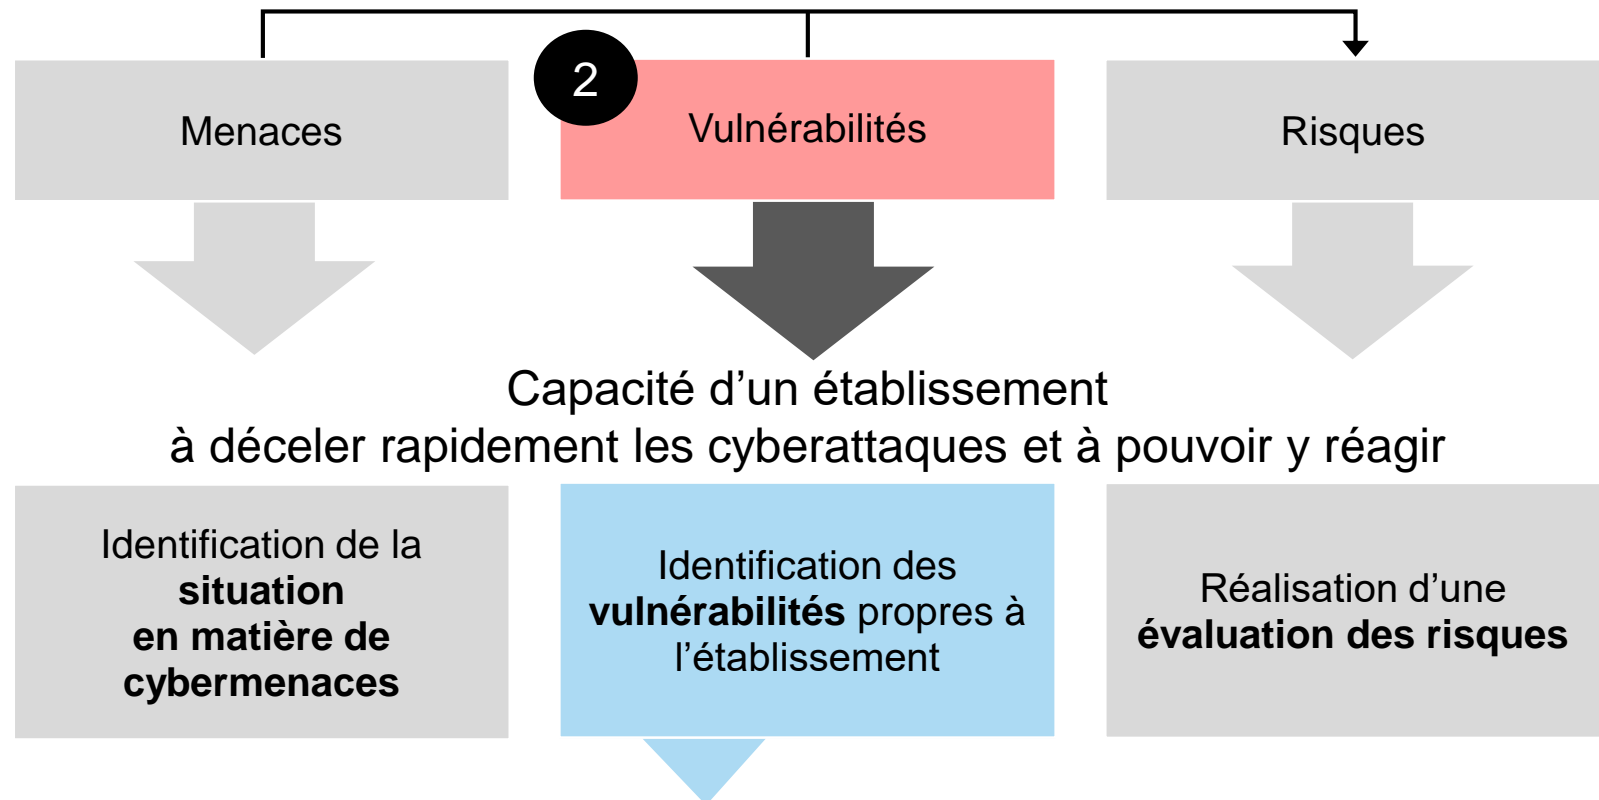 2
Menaces
Vulnérabilités
Risques
Capacité d’un établissement
à déceler rapidement les cyberattaques et à pouvoir y réagir
Identification de la
situation
en matière de
cybermenaces
Identification des
vulnérabilités propres à
l’établissement
Réalisation d’une
évaluation des risques